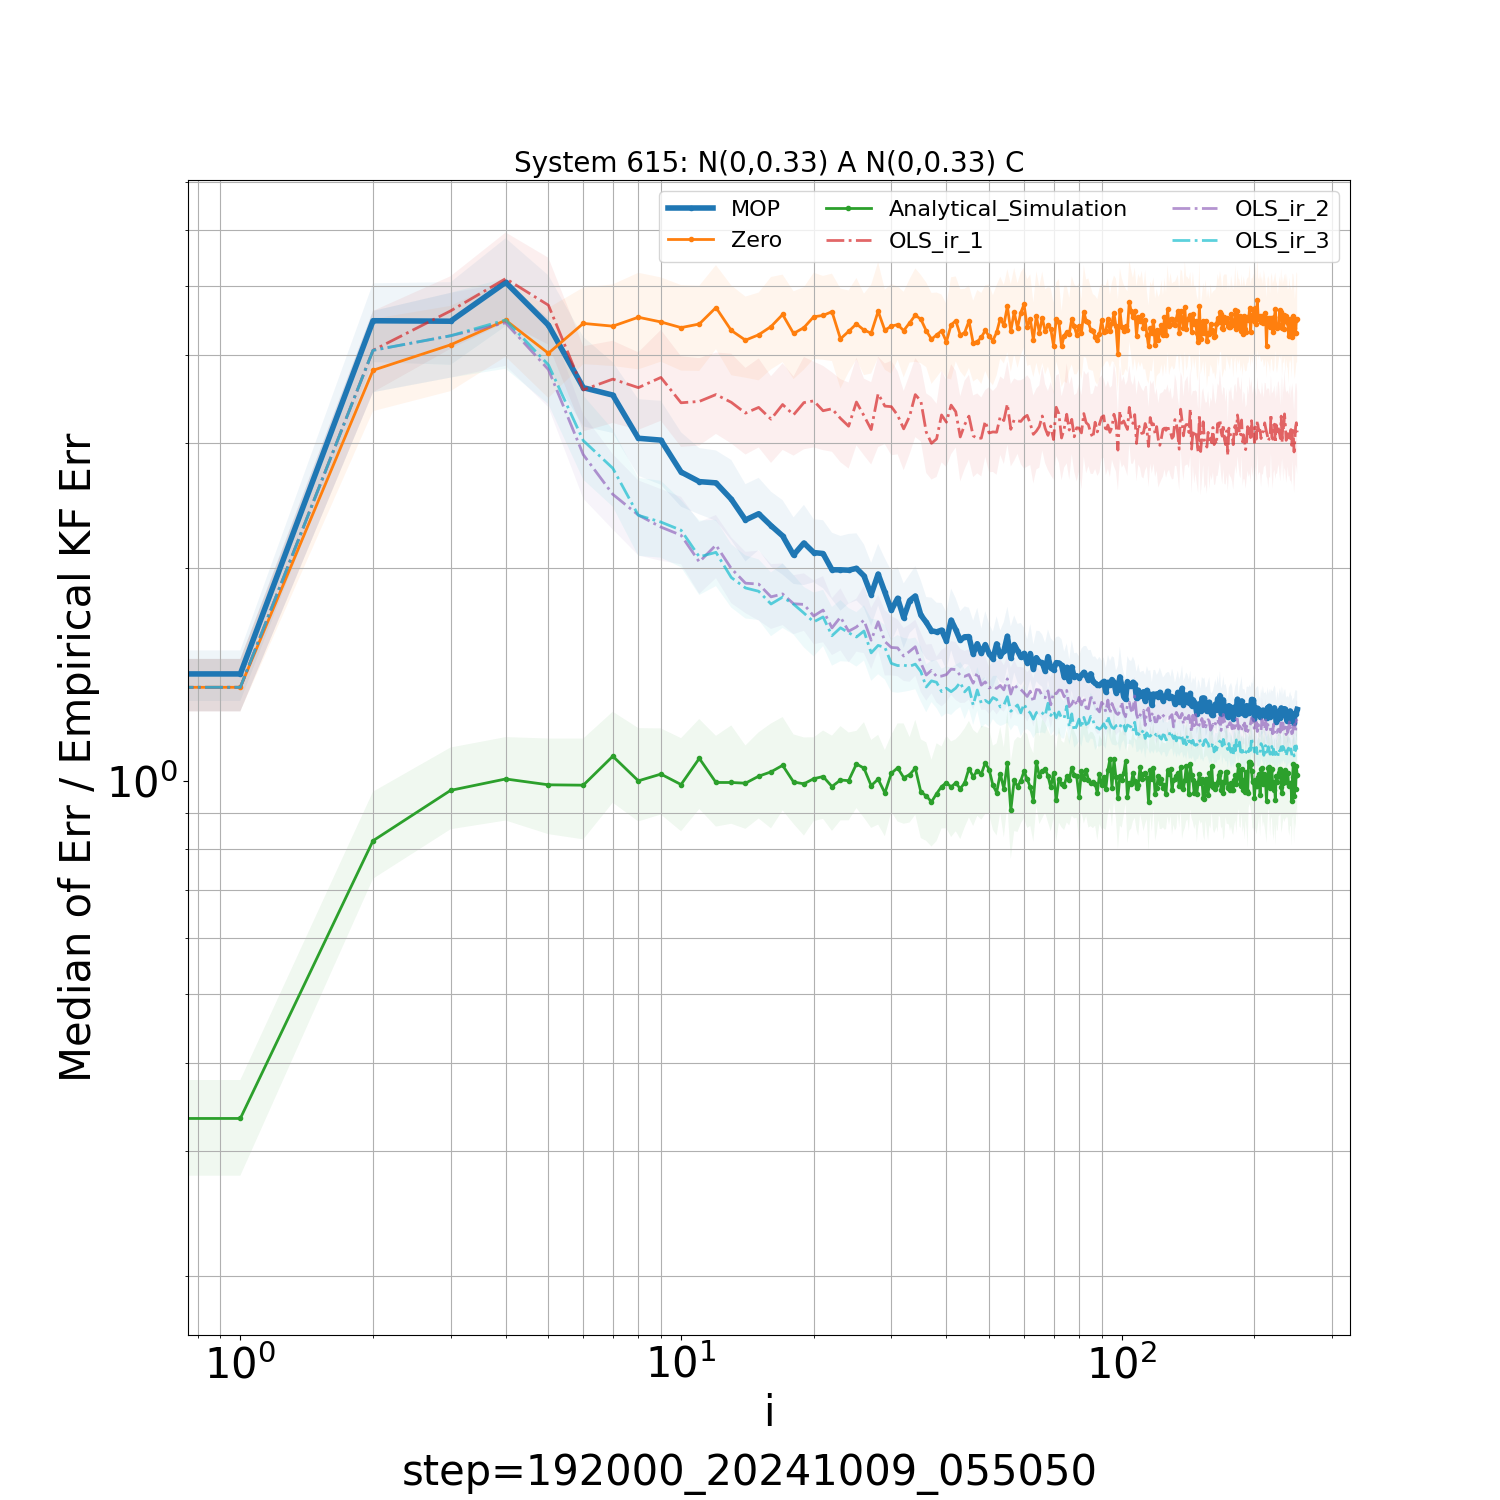 System 615: N(0,0.33) A N(0,0.33) C
MOP
Zero
Analytical_Simulation
OLS_ir_1
OLS_ir_2
OLS_ir_3
Median of Err / Empirical KF Err
10⁰
10⁰
10¹
10²
i
step=192000_20241009_055050